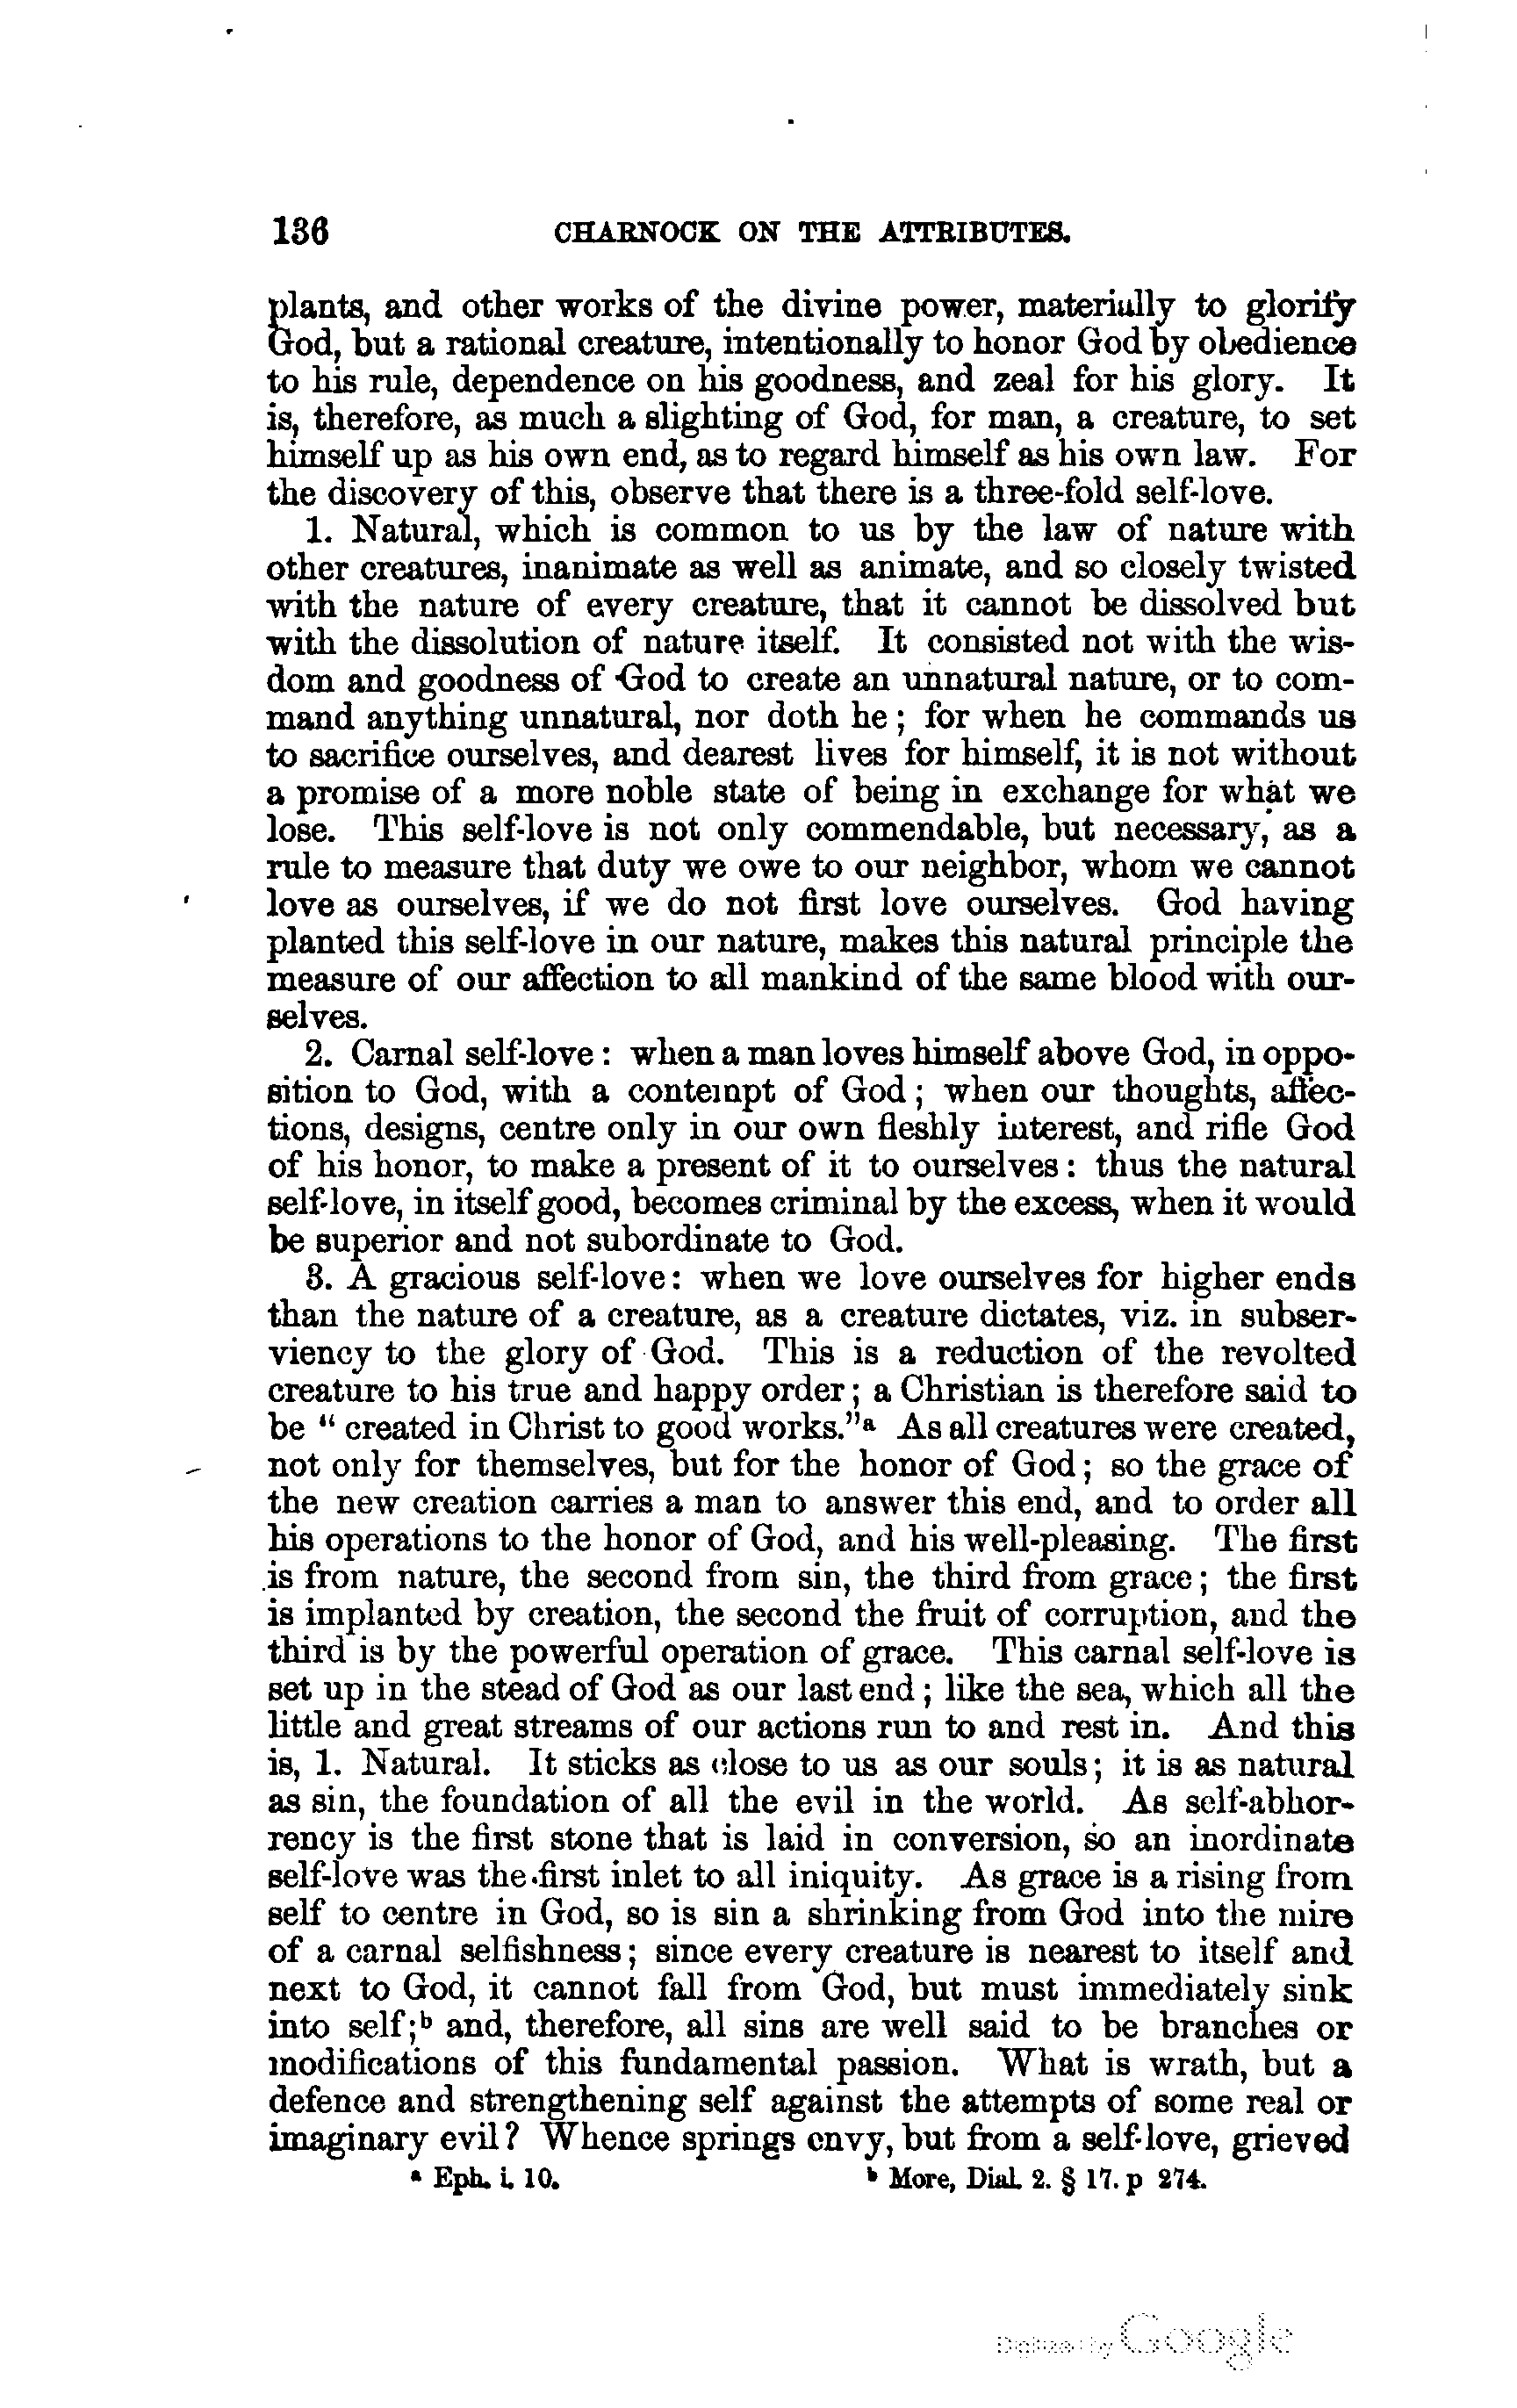 136 CHARNOCK ON THE ATTRIBUTES.
plants, and other works of the divine power, materially to glorify
God, but a rational creature, intentionally to honor God by obedience
to his rule, dependence on his goodness, and zeal for his glory. It
is, therefore, as much a slighting of God, for man, a creature, to set
himself up as his own end, as to regard himself as his own law. For
the discovery of this, observe that there is a three-fold self-love.
1. Natural, which is common to us by the law of nature with
other creatures, inanimate as well as animate, and so closely twisted
with the nature of every creature, that it cannot be dissolved but
with the dissolution of nature itself. It consisted not with the wis-
dom and goodness of God to create an unnatural nature, or to com-
mand anything unnatural, nor doth he; for when he commands us
to sacrifice ourselves, and dearest lives for himself, it is not without
a promise of a more noble state of being in exchange for what we
lose. This self-love is not only commendable, but necessary, as a
rule to measure that duty we owe to our neighbor, whom we cannot
love as ourselves, if we do not first love ourselves. God having
planted this self-love in our nature, makes this natural principle the
measure of our affection to all mankind of the same blood with our-
selves.
2. Carnal self-love: when a man loves himself above God, in oppo-
sition to God, with a contempt of God; when our thoughts, affec-
tions, designs, centre only in our own fleshly interest, and rifle God
of his honor, to make a present of it to ourselves: thus the natural
self-love, in itself good, becomes criminal by the excess, when it would
be superior and not subordinate to God.
3. A gracious self-love: when we love ourselves for higher ends
than the nature of a creature, as a creature dictates, viz. in subser-
viency to the glory of God. This is a reduction of the revolted
creature to his true and happy order; a Christian is therefore said to
be "created in Christ to good works."a As all creatures were created,
not only for themselves, but for the honor of God; so the grace of
the new creation carries a man to answer this end, and to order all
his operations to the honor of God, and his well-pleasing. The first
is from nature, the second from sin, the third from grace; the first
is implanted by creation, the second the fruit of corruption, and the
third is by the powerful operation of grace. This carnal self-love is
set up in the stead of God as our last end; like the sea, which all the
little and great streams of our actions run to and rest in. And this
is, 1. Natural. It sticks as close to us as our souls; it is as natural
as sin, the foundation of all the evil in the world. As self-abhor-
rency is the first stone that is laid in conversion, so an inordinate
self-love was the first inlet to all iniquity. As grace is a rising from
self to centre in God, so is sin a shrinking from God into the mire
of a carnal selfishness; since every creature is nearest to itself and
next to God, it cannot fall from God, but must immediately sink
into self;b and, therefore, all sins are well said to be branches or
modifications of this fundamental passion. What is wrath, but a
defence and strengthening self against the attempts of some real or
imaginary evil? Whence springs envy, but from a self-love, grieved
a Eph. i. 10. b More, Dial. 2. § 17. p 274.
Digitized by Google